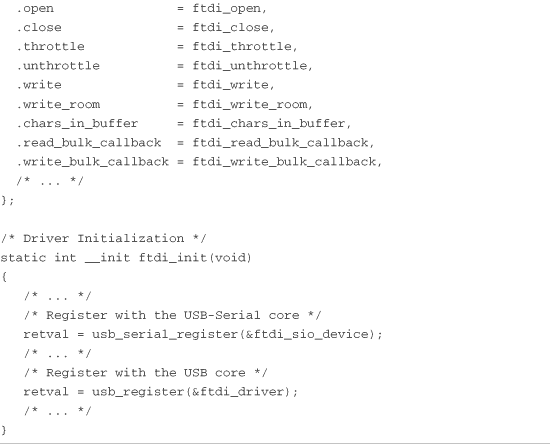 .open                = ftdi_open,
.close               = ftdi_close,
.throttle            = ftdi_throttle,
.unthrottle          = ftdi_unthrottle,
.write               = ftdi_write,
.write_room          = ftdi_write_room,
.chars_in_buffer     = ftdi_chars_in_buffer,
.read_bulk_callback  = ftdi_read_bulk_callback,
.write_bulk_callback = ftdi_write_bulk_callback,
/* ... */
};
/* Driver Initialization */
static int __init ftdi_init(void)
{
/* ... */
/* Register with the USB-Serial core */
retval = usb_serial_register(&ftdi_sio_device);
/* ... */
/* Register with the USB core */
retval = usb_register(&ftdi_driver);
/* ... */
}